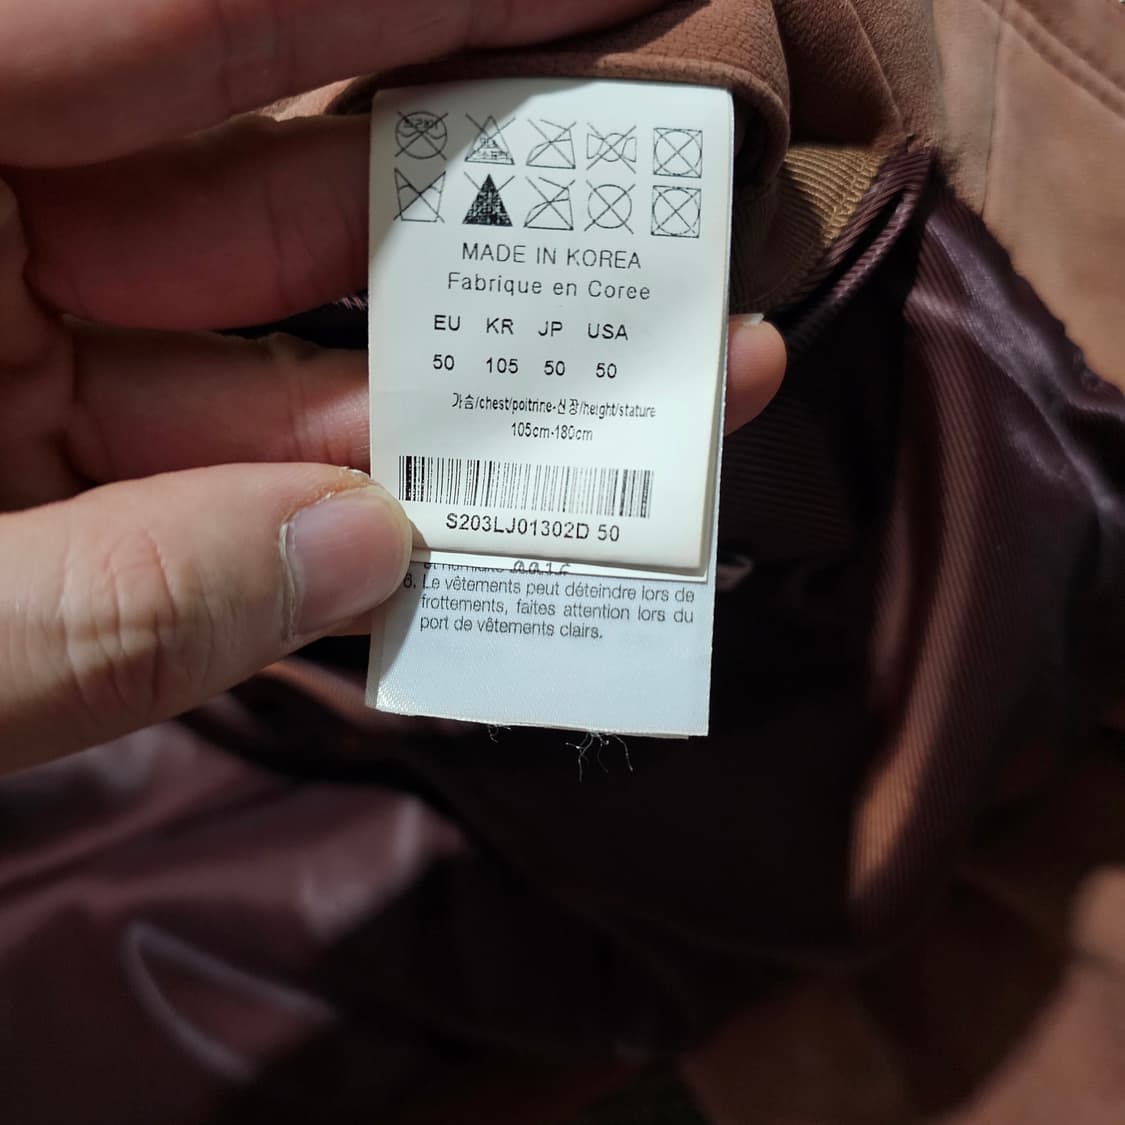 MADE IN KOREA
Fabrique en Coree
EU KR JP USA
50 105 50 50
가슴/chest/poitrine-신장/height/stature
105cm-180cm
S203LJ01302D 50
et humidité
6. Le vêtements peut déteindre lors de
frottements, faites attention lors du
port de vêtements clairs.